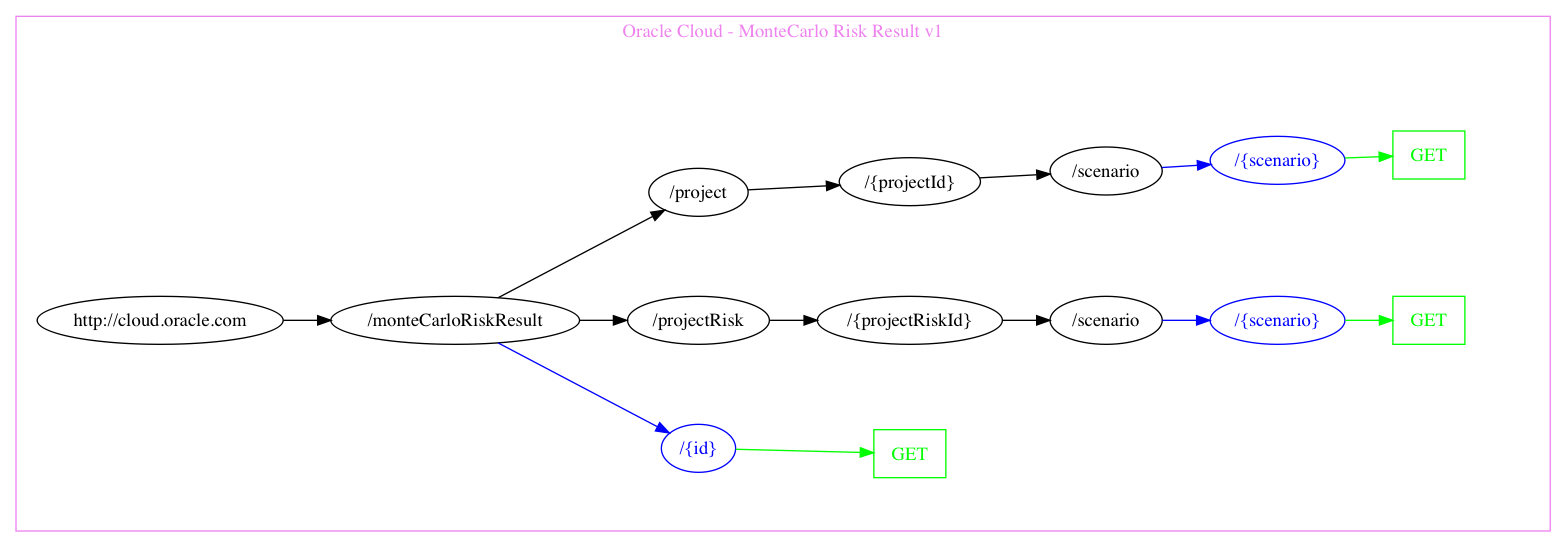 Oracle Cloud - MonteCarlo Risk Result v1
/project
/{projectId}
/scenario
/{scenario}
GET
http://cloud.oracle.com
/monteCarloRiskResult
/projectRisk
/{projectRiskId}
/scenario
/{scenario}
GET
/{id}
GET